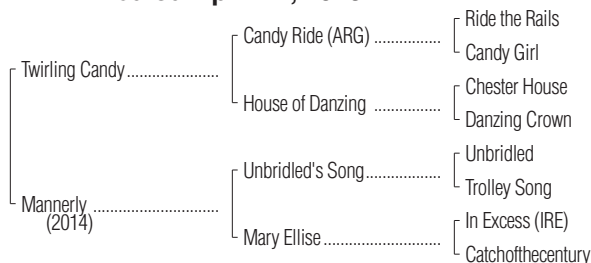 Ride the Rails
Candy Ride (ARG) ................
Candy Girl
Twirling Candy ......................
Chester House
House of Danzing ................
Danzing Crown
Unbridled
Unbridled's Song..................
Trolley Song
Mannerly ..............................
(2014)
In Excess (IRE)
Mary Ellise ............................
Catchofthecentury